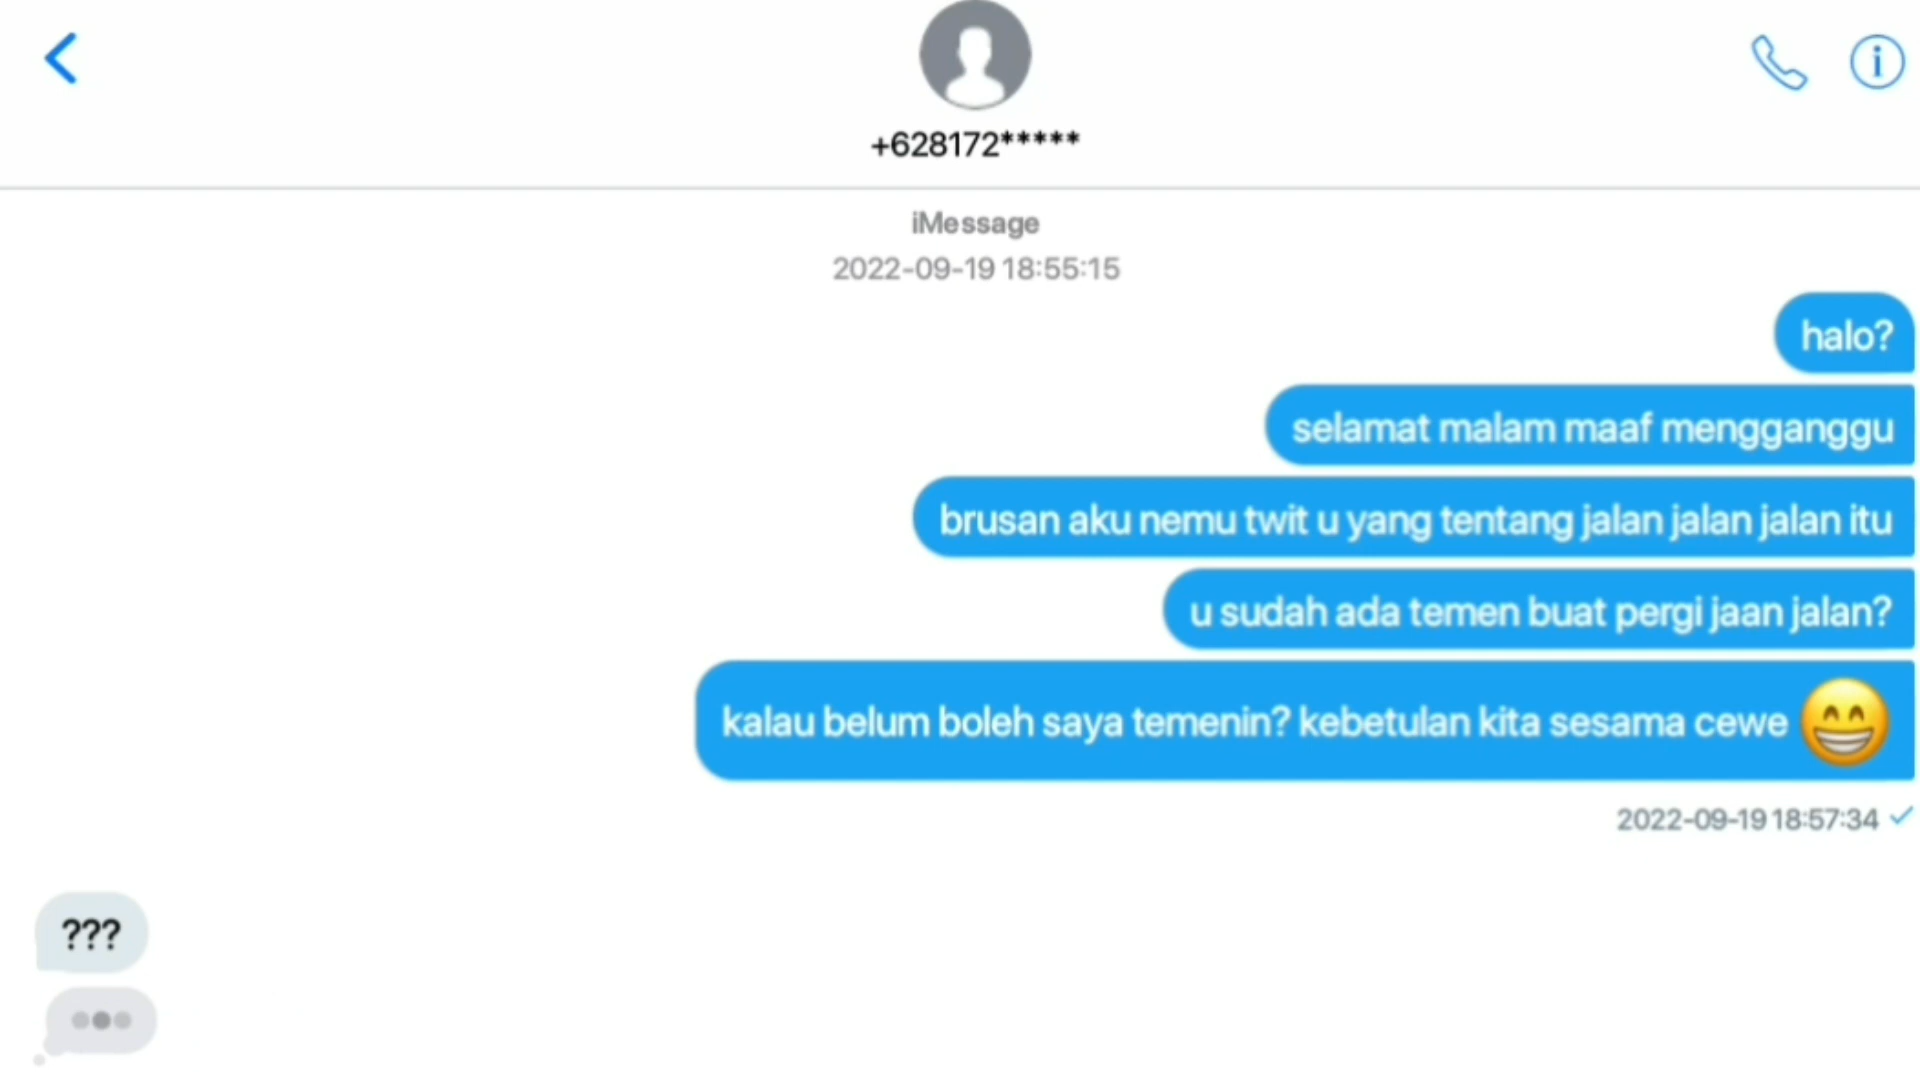 +628172*****
iMessage
2022-09-19 18:55:15
halo?
selamat malam maaf mengganggu
brusan aku nemu twit u yang tentang jalan jalan jalan itu
u sudah ada temen buat pergi jaan jalan?
kalau belum boleh saya temenin? kebetulan kita sesama cewe 😁
2022-09-19 18:57:34
???